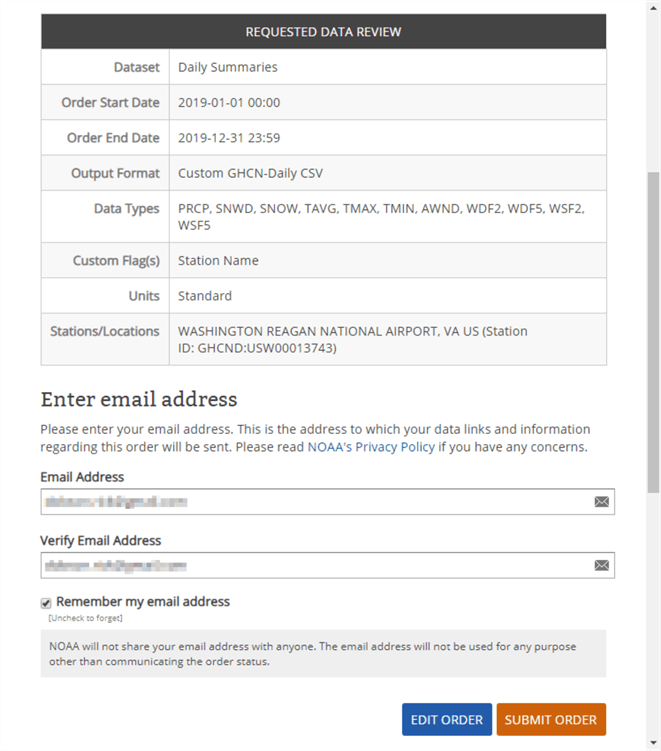 REQUESTED DATA REVIEW
Dataset Daily Summaries
Order Start Date 2019-01-01 00:00
Order End Date 2019-12-31 23:59
Output Format Custom GHCN-Daily CSV
Data Types PRCP, SNWD, SNOW, TAVG, TMAX, TMIN, AWND, WDF2, WDF5, WSF2,
WSF5
Custom Flag(s) Station Name
Units Standard
Stations/Locations WASHINGTON REAGAN NATIONAL AIRPORT, VA US (Station
ID: GHCND:USW00013743)
Enter email address
Please enter your email address. This is the address to which your data links and information
regarding this order will be sent. Please read NOAA's Privacy Policy if you have any concerns.
Email Address
Verify Email Address
Remember my email address
[Uncheck to forget]
NOAA will not share your email address with anyone. The email address will not be used for any purpose
other than communicating the order status.
EDIT ORDER SUBMIT ORDER